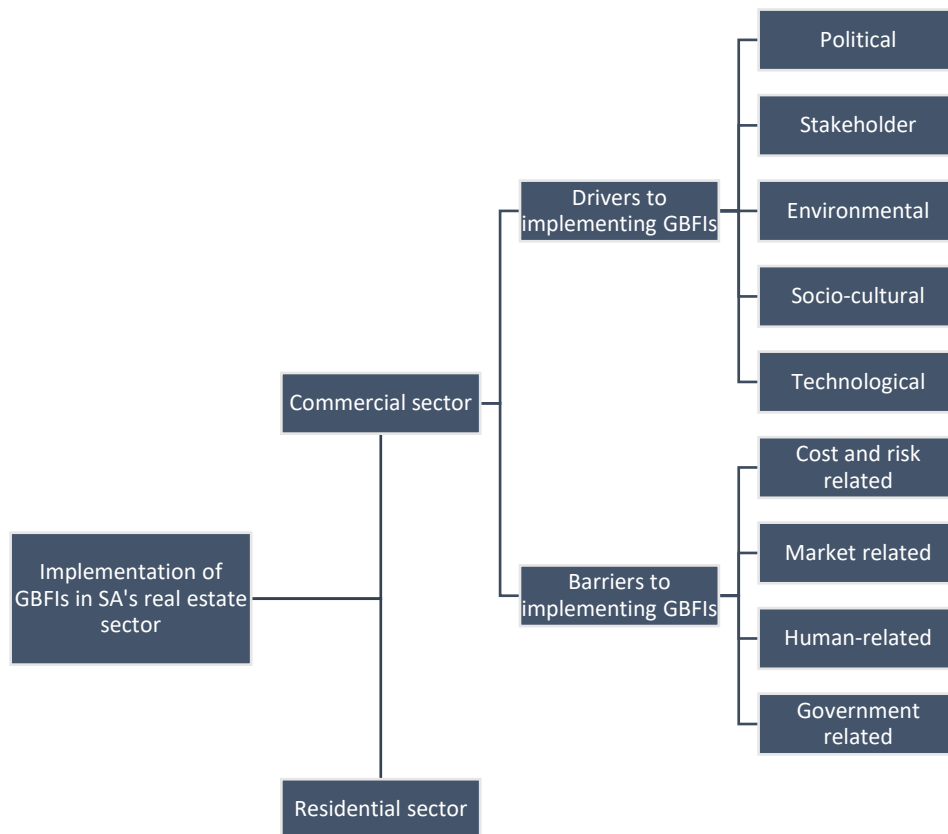 Political
Stakeholder
Drivers to
implementing GBFIs
Environmental
Socio-cultural
Technological
Commercial sector
Cost and risk
related
Market related
Implementation of
GBFIs in SA's real estate
sector
Barriers to
implementing GBFIs
Human-related
Government
related
Residential sector